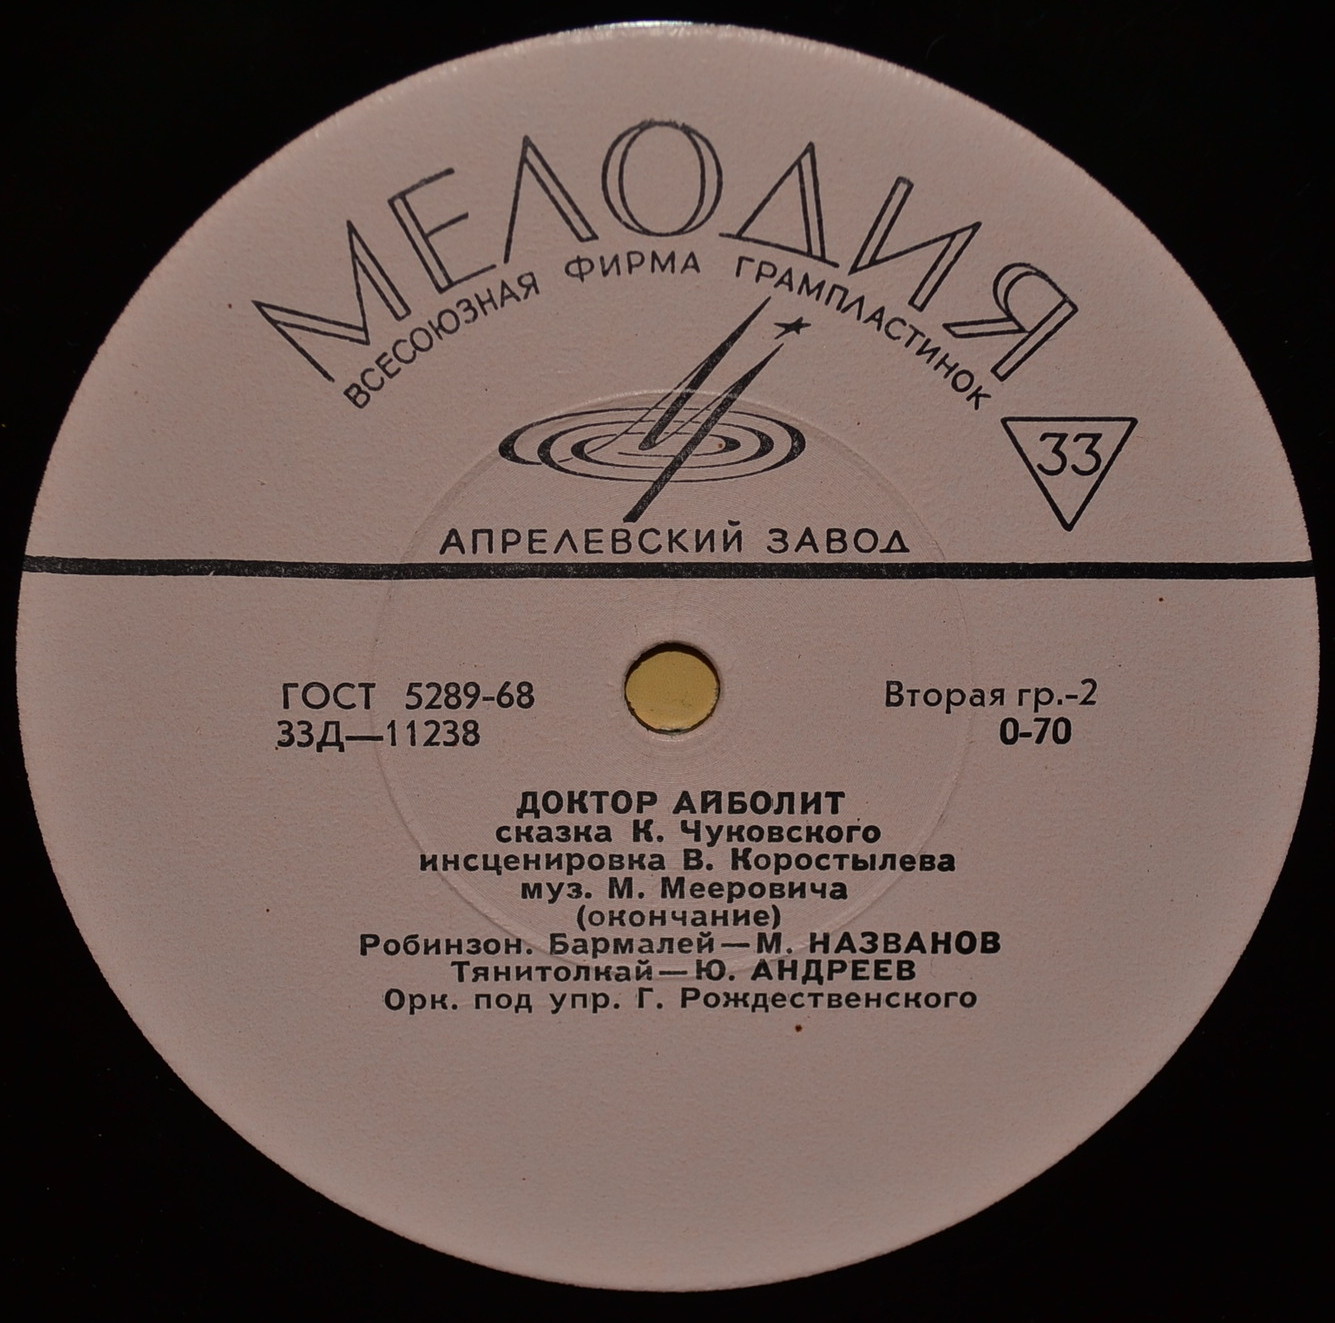 МЕЛОДИЯ
ВСЕСОЮЗНАЯ ФИРМА ГРАМПЛАСТИНОК
33
АПРЕЛЕВСКИЙ ЗАВОД
ГОСТ 5289-68 Вторая гр.-2
33Д—11238 0-70
ДОКТОР АЙБОЛИТ
сказка К. Чуковского
инсценировка В. Коростылева
муз. М. Мееровича
(окончание)
Робинзон. Бармалей—М. НАЗВАНОВ
Тянитолкай—Ю. АНДРЕЕВ
Орк. под упр. Г. Рождественского